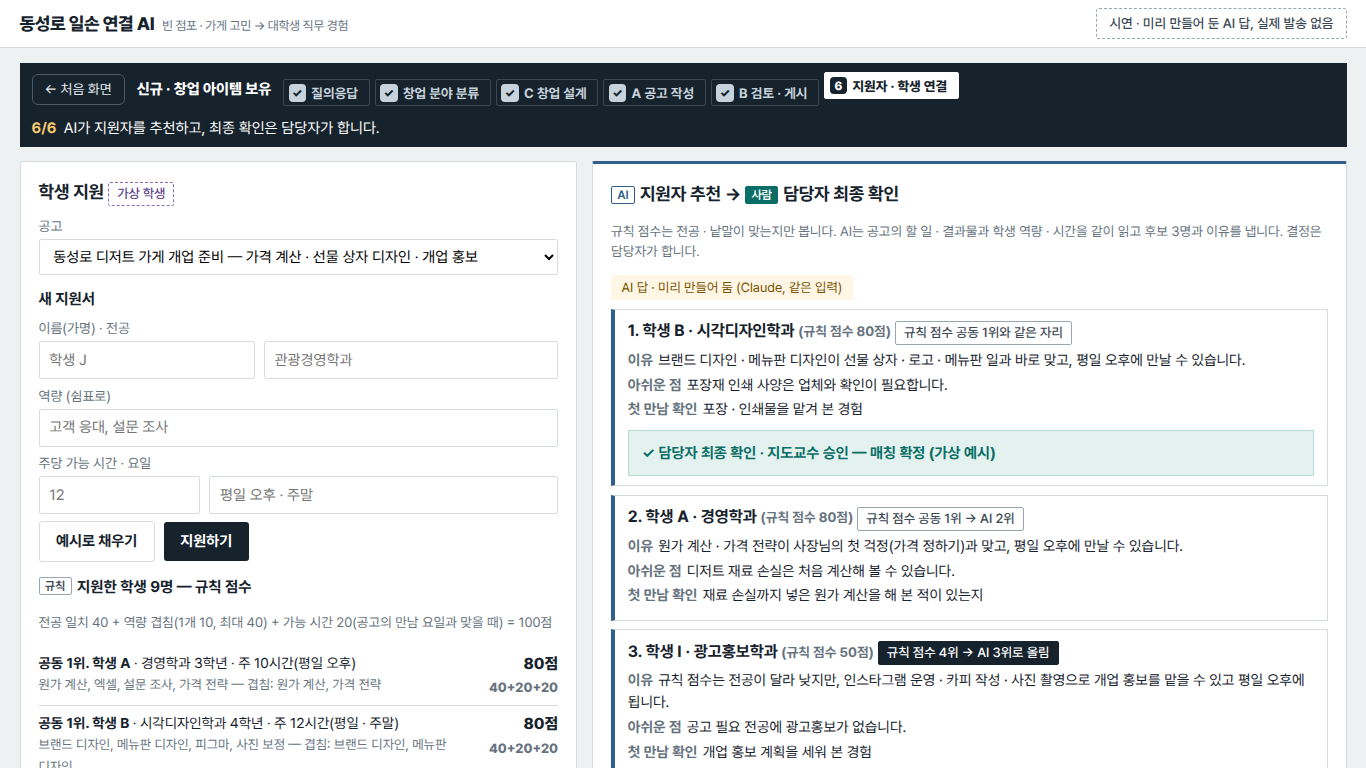 동성로 일손 연결 AI 빈 점포 · 가게 고민 → 대학생 직무 경험
시연 · 미리 만들어 둔 AI 답, 실제 발송 없음
← 처음 화면 신규 · 창업 아이템 보유 질의응답 창업 분야 분류 C 창업 설계 A 공고 작성 B 검토 · 게시 6 지원자 · 학생 연결
6/6 AI가 지원자를 추천하고, 최종 확인은 담당자가 합니다.
학생 지원 가상 학생
공고
동성로 디저트 가게 개업 준비 — 가격 계산 · 선물 상자 디자인 · 개업 홍보
새 지원서
이름(가명) · 전공
학생 J 관광경영학과
역량 (쉼표로)
고객 응대, 설문 조사
주당 가능 시간 · 요일
12 평일 오후 · 주말
예시로 채우기 지원하기
규칙 지원한 학생 9명 — 규칙 점수
전공 일치 40 + 역량 겹침(1개 10, 최대 40) + 가능 시간 20(공고의 만남 요일과 맞을 때) = 100점
공동 1위. 학생 A · 경영학과 3학년 · 주 10시간(평일 오후) 80점
원가 계산, 엑셀, 설문 조사, 가격 전략 — 겹침: 원가 계산, 가격 전략 40+20+20
공동 1위. 학생 B · 시각디자인학과 4학년 · 주 12시간(평일 · 주말) 80점
브랜드 디자인, 메뉴판 디자인, 피그마, 사진 보정 — 겹침: 브랜드 디자인, 메뉴판 40+20+20
디자인
AI 지원자 추천 → 사람 담당자 최종 확인
규칙 점수는 전공 · 낱말이 맞는지만 봅니다. AI는 공고의 할 일 · 결과물과 학생 역량 · 시간을 같이 읽고 후보 3명과 이유를 냅니다. 결정은
담당자가 합니다.
AI 답 · 미리 만들어 둠 (Claude, 같은 입력)
1. 학생 B · 시각디자인학과 (규칙 점수 80점) 규칙 점수 공동 1위와 같은 자리
이유 브랜드 디자인 · 메뉴판 디자인이 선물 상자 · 로고 · 메뉴판 일과 바로 맞고, 평일 오후에 만날 수 있습니다.
아쉬운 점 포장재 인쇄 사양은 업체와 확인이 필요합니다.
첫 만남 확인 포장 · 인쇄물을 맡겨 본 경험
✓ 담당자 최종 확인 · 지도교수 승인 — 매칭 확정 (가상 예시)
2. 학생 A · 경영학과 (규칙 점수 80점) 규칙 점수 공동 1위 → AI 2위
이유 원가 계산 · 가격 전략이 사장님의 첫 걱정(가격 정하기)과 맞고, 평일 오후에 만날 수 있습니다.
아쉬운 점 디저트 재료 손실은 처음 계산해 볼 수 있습니다.
첫 만남 확인 재료 손실까지 넣은 원가 계산을 해 본 적이 있는지
3. 학생 I · 광고홍보학과 (규칙 점수 50점) 규칙 점수 4위 → AI 3위로 올림
이유 규칙 점수는 전공이 달라 낮지만, 인스타그램 운영 · 카피 작성 · 사진 촬영으로 개업 홍보를 맡을 수 있고 평일 오후에
됩니다.
아쉬운 점 공고 필요 전공에 광고홍보가 없습니다.
첫 만남 확인 개업 홍보 계획을 세워 본 경험